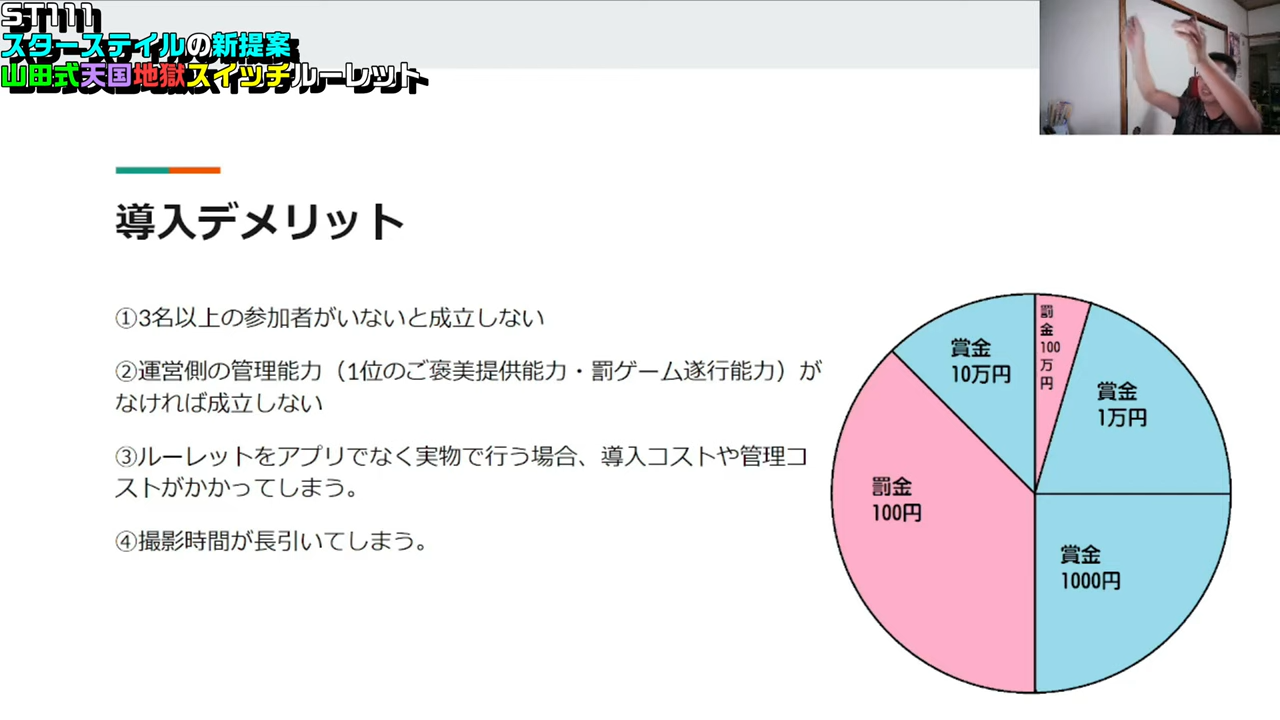 ST111
スターステイルの新提案
山田式天国地獄スイッチルーレット
導入デメリット
①3名以上の参加者がいないと成立しない
②運営側の管理能力（1位のご褒美提供能力・罰ゲーム遂行能力）が
なければ成立しない
③ルーレットをアプリでなく実物で行う場合、導入コストや管理コ
ストがかかってしまう。
④撮影時間が長引いてしまう。
罰
金
100
万
円
賞金
10万円
賞金
1万円
罰金
100円
賞金
1000円